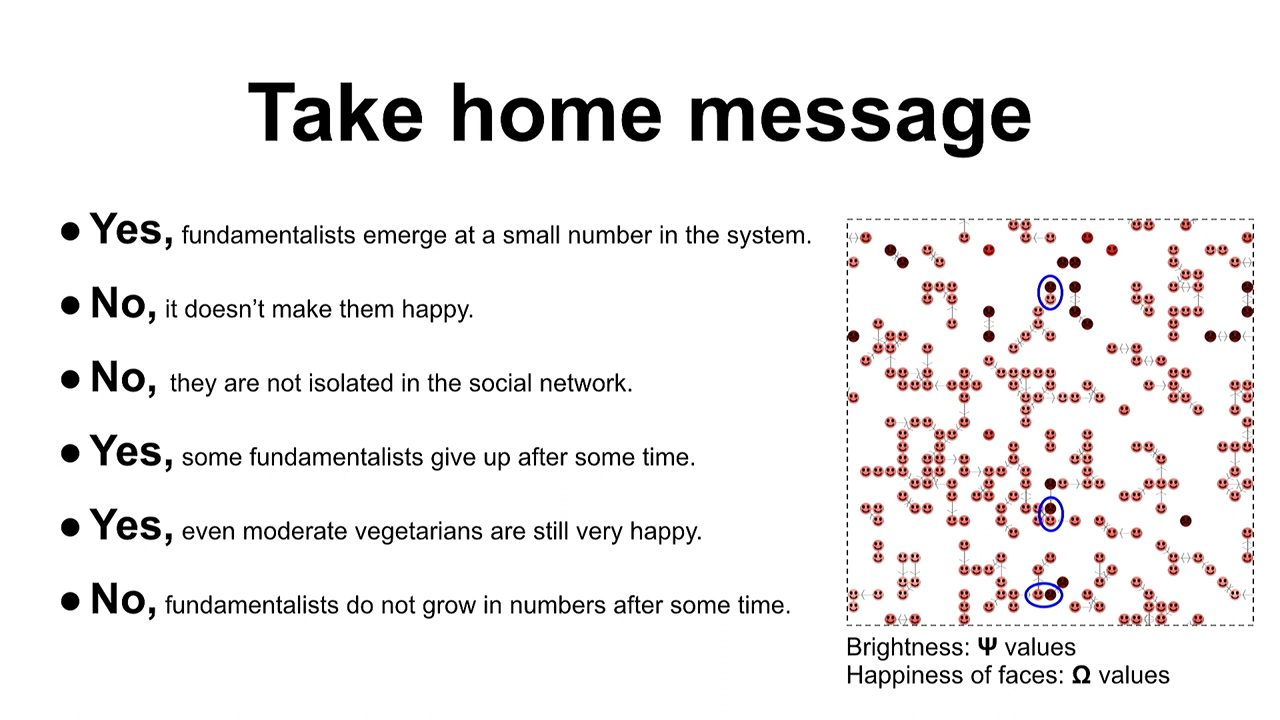 Take home message
● Yes, fundamentalists emerge at a small number in the system.
● No, it doesn’t make them happy.
● No, they are not isolated in the social network.
● Yes, some fundamentalists give up after some time.
● Yes, even moderate vegetarians are still very happy.
● No, fundamentalists do not grow in numbers after some time.
Brightness: Ψ values
Happiness of faces: Ω values